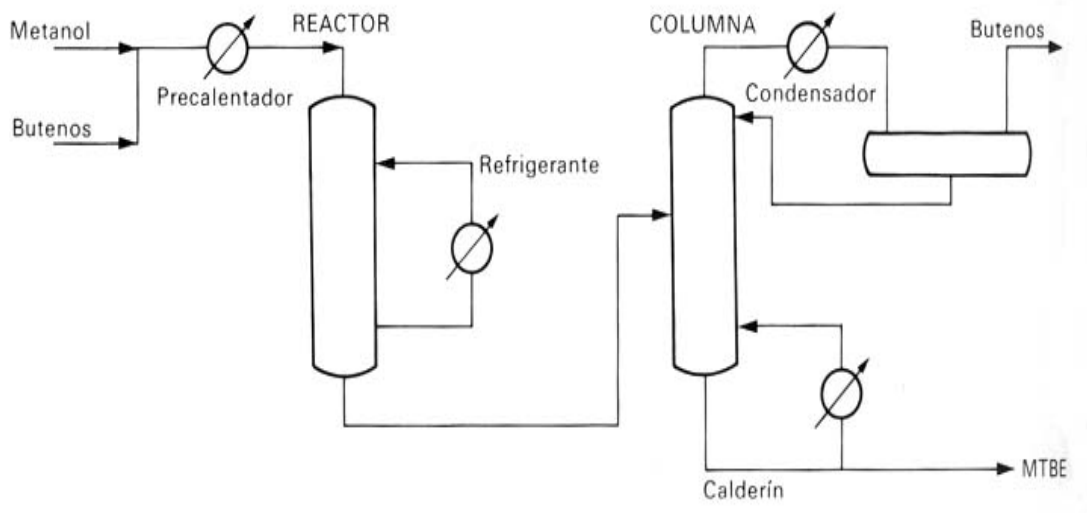 Metanol
REACTOR
COLUMNA
Butenos
Precalentador
Condensador
Butenos
Refrigerante
MTBE
Calderín